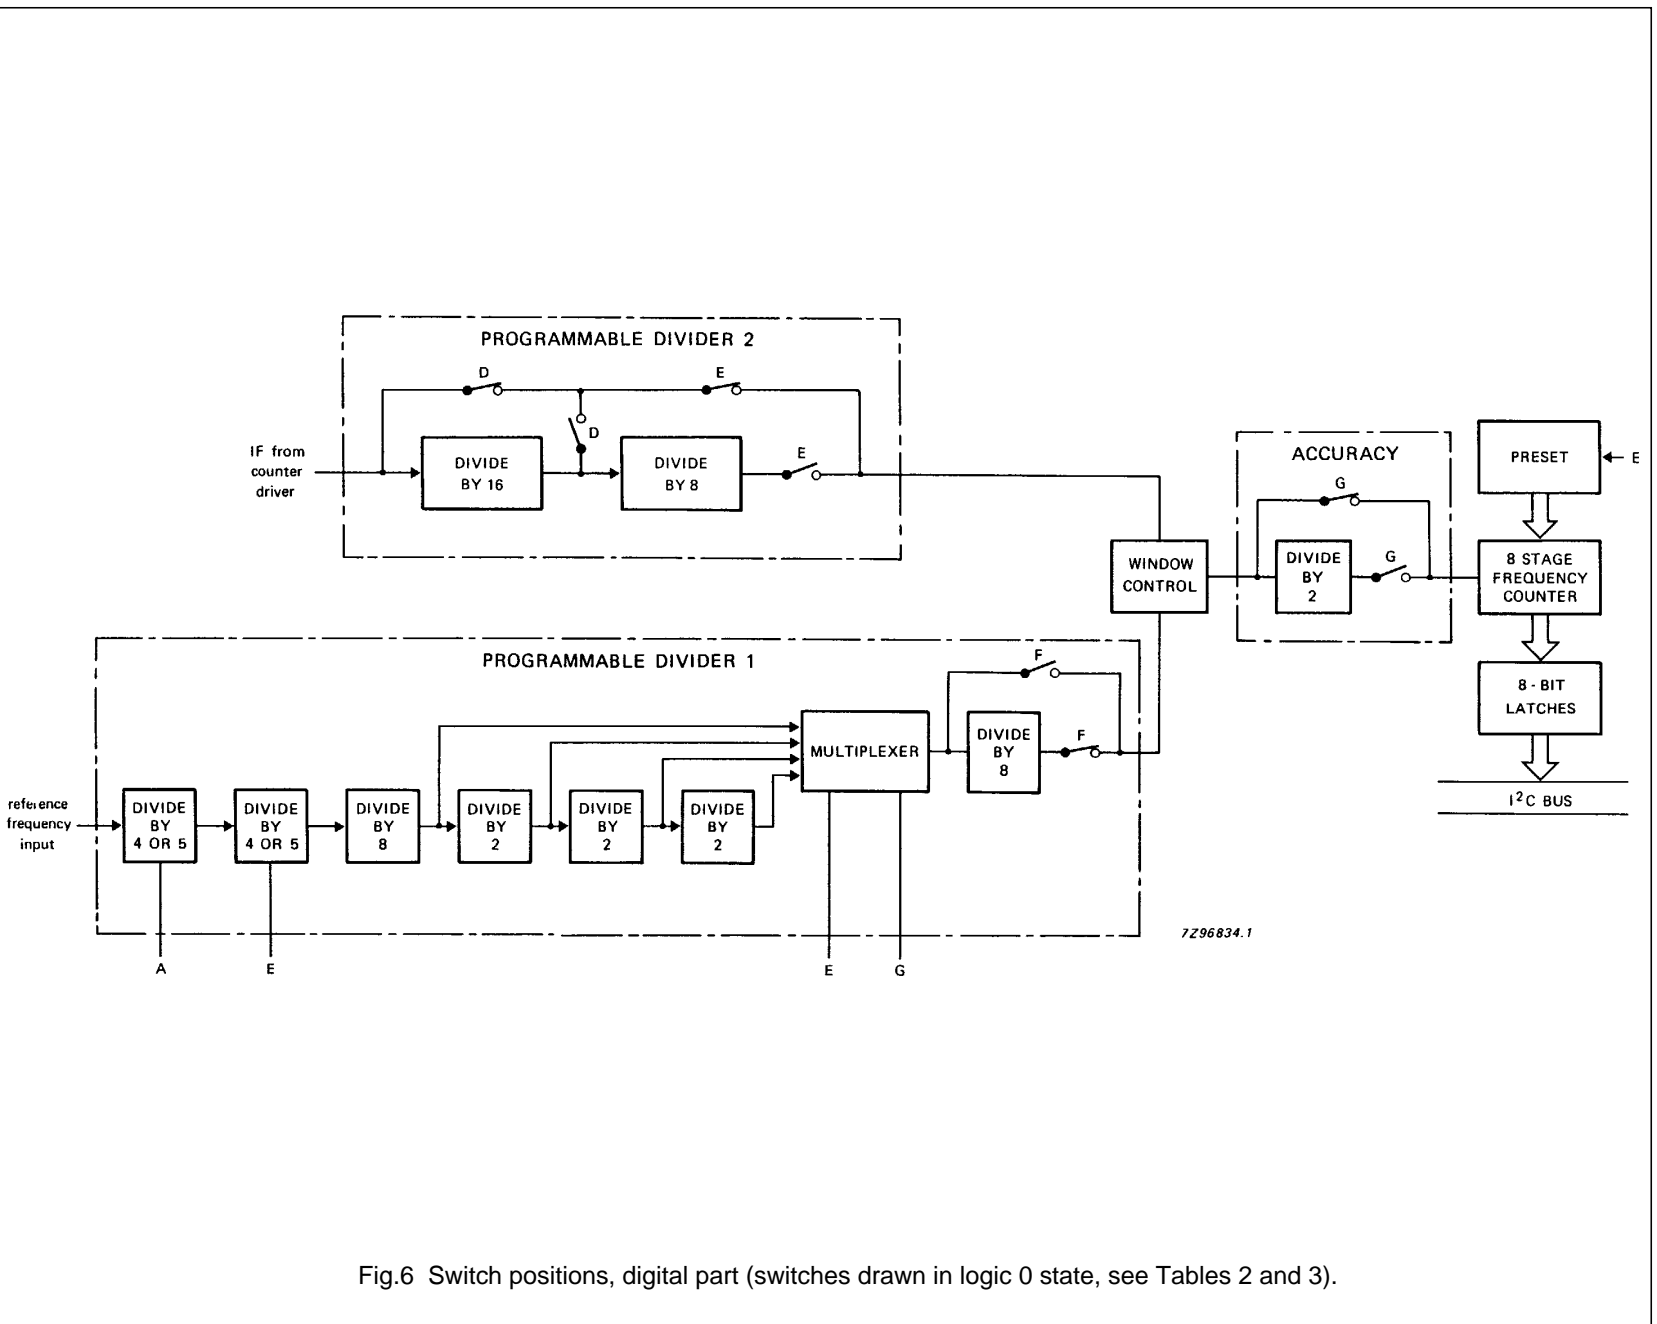 PROGRAMMABLE DIVIDER 2
D
E
D
E
IF from
counter
driver
DIVIDE
BY 16
DIVIDE
BY 8
ACCURACY
G
DIVIDE
BY
2
G
PRESET
E
WINDOW
CONTROL
8 STAGE
FREQUENCY
COUNTER
8-BIT
LATCHES
I²C BUS
PROGRAMMABLE DIVIDER 1
F
MULTIPLEXER
DIVIDE
BY
8
F
reference
frequency
input
DIVIDE
BY
4 OR 5
DIVIDE
BY
4 OR 5
DIVIDE
BY
8
DIVIDE
BY
2
DIVIDE
BY
2
DIVIDE
BY
2
A
E
E
G
7Z96834.1
Fig.6 Switch positions, digital part (switches drawn in logic 0 state, see Tables 2 and 3).